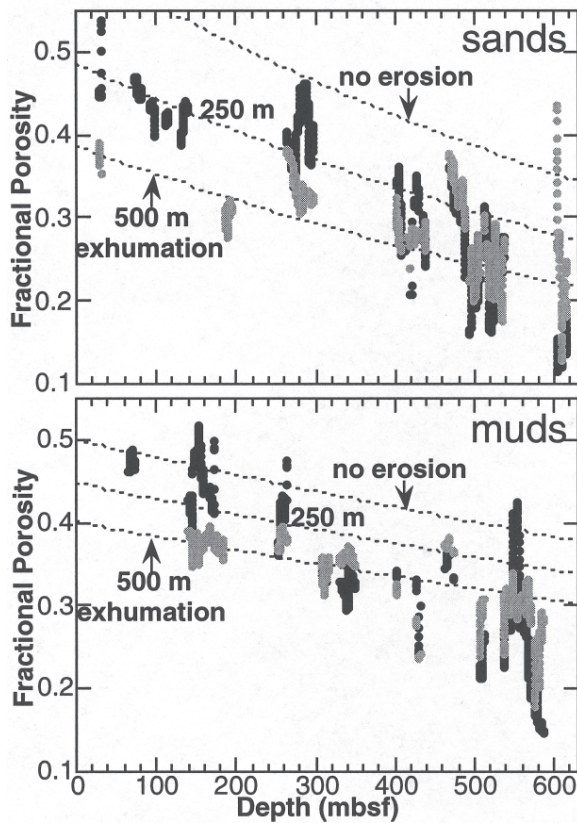 sands
0.5
no erosion
0.4
250 m
0.3
500 m
exhumation
0.2
0.1
Fractional Porosity
muds
0.5
no erosion
0.4
250 m
500 m
exhumation
0.3
0.2
0.1
Fractional Porosity
0 100 200 300 400 500 600
Depth (mbsf)